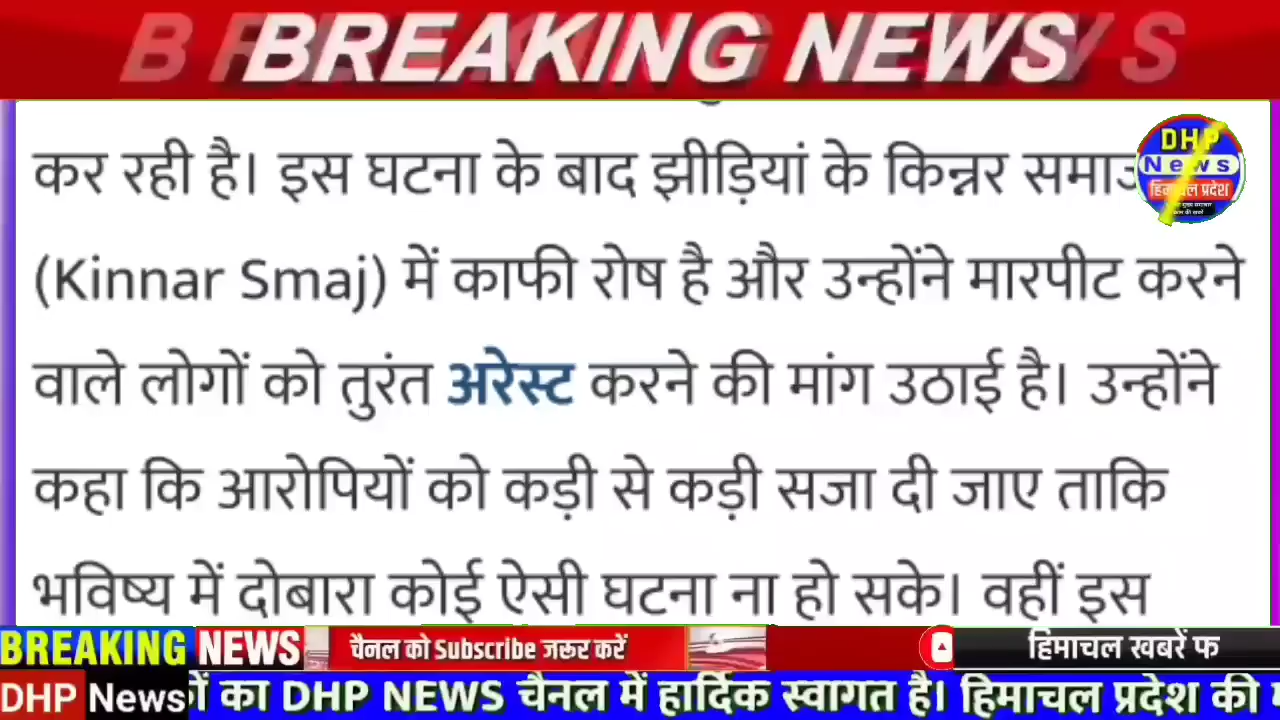 BREAKING NEWS
कर रही है। इस घटना के बाद झीड़ियां के किन्नर समाज
(Kinnar Smaj) में काफी रोष है और उन्होंने मारपीट करने
वाले लोगों को तुरंत अरेस्ट करने की मांग उठाई है। उन्होंने
कहा कि आरोपियों को कड़ी से कड़ी सजा दी जाए ताकि
भविष्य में दोबारा कोई ऐसी घटना ना हो सके। वहीं इस
DHP
News
हिमाचल प्रदेश
BREAKING NEWS
चैनल को Subscribe जरूर करें
हिमाचल खबरें फ
DHP News
का DHP NEWS चैनल में हार्दिक स्वागत है। हिमाचल प्रदेश की